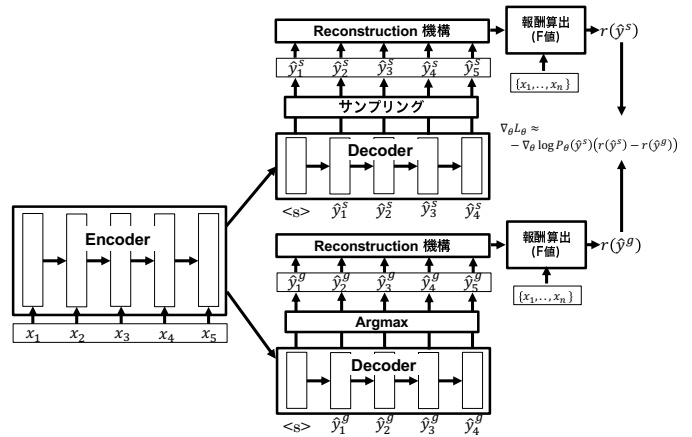 Reconstruction 機構
報酬算出
(F値)
r(ŷ^s)
ŷ_1^s ŷ_2^s ŷ_3^s ŷ_4^s ŷ_5^s
{x_1,..,x_n}
サンプリング
Decoder
∇_θL_θ ≈
− ∇_θ log P_θ(ŷ^s)(r(ŷ^s) − r(ŷ^g))
<s> ŷ_1^s ŷ_2^s ŷ_3^s ŷ_4^s
Encoder
x_1 x_2 x_3 x_4 x_5
Reconstruction 機構
報酬算出
(F値)
r(ŷ^g)
ŷ_1^g ŷ_2^g ŷ_3^g ŷ_4^g ŷ_5^g
{x_1,..,x_n}
Argmax
Decoder
<s> ŷ_1^g ŷ_2^g ŷ_3^g ŷ_4^g